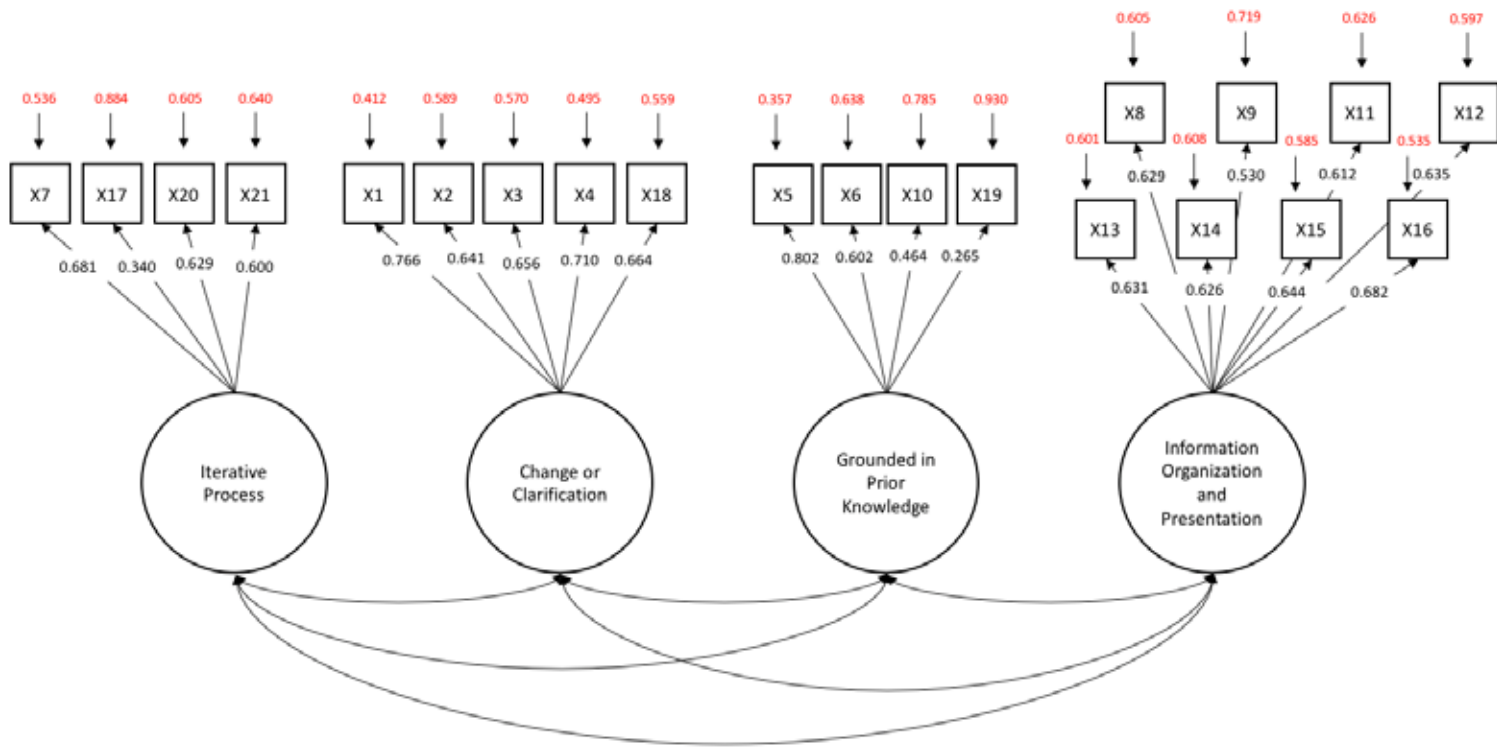 0.605 0.719 0.626 0.597
0.536 0.884 0.605 0.640 0.412 0.589 0.570 0.495 0.559 0.357 0.638 0.785 0.930
X8 X9 X11 X12
0.601 0.608 0.585 0.535
0.629 0.530 0.612 0.635
X7 X17 X20 X21 X1 X2 X3 X4 X18 X5 X6 X10 X19
X13 X14 X15 X16
0.681 0.340 0.629 0.600 0.766 0.641 0.656 0.710 0.664 0.802 0.602 0.464 0.265
0.631 0.626 0.644 0.682
Iterative
Process
Change or
Clarification
Grounded in
Prior
Knowledge
Information
Organization
and
Presentation